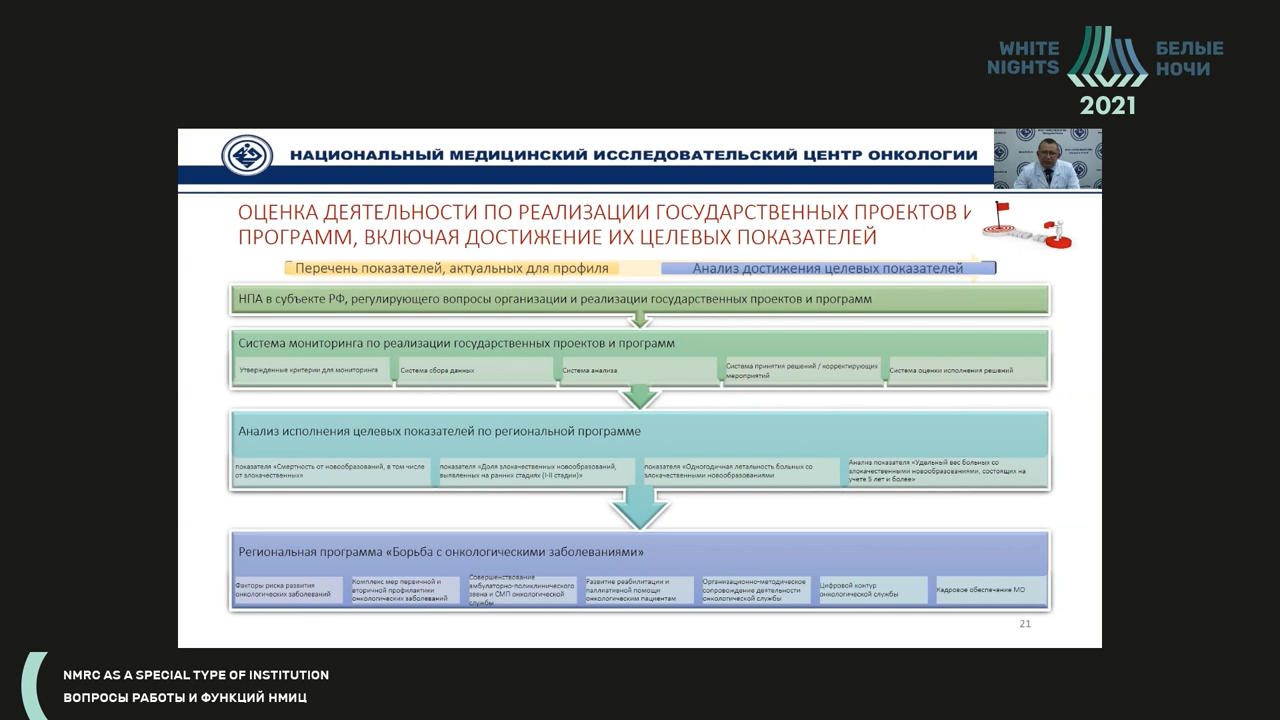 WHITE
NIGHTS
БЕЛЫЕ
НОЧИ
2021
НАЦИОНАЛЬНЫЙ МЕДИЦИНСКИЙ ИССЛЕДОВАТЕЛЬСКИЙ ЦЕНТР ОНКОЛОГИИ
ОЦЕНКА ДЕЯТЕЛЬНОСТИ ПО РЕАЛИЗАЦИИ ГОСУДАРСТВЕННЫХ ПРОЕКТОВ И
ПРОГРАММ, ВКЛЮЧАЯ ДОСТИЖЕНИЕ ИХ ЦЕЛЕВЫХ ПОКАЗАТЕЛЕЙ
Перечень показателей, актуальных для профиля
Анализ достижения целевых показателей
НПА в субъекте РФ, регулирующего вопросы организации и реализации государственных проектов и программ
Система мониторинга по реализации государственных проектов и программ
Утвержденные критерии для мониторинга
Система сбора данных
Система анализа
Система принятия решений / корректирующих
мероприятий
Система оценки исполнения решений
Анализ исполнения целевых показателей по региональной программе
показателя «Смертность от новообразований, в том числе
от злокачественных»
показателя «Доля злокачественных новообразований,
выявленных на ранних стадиях (I-II стадии)»
показателя «Одногодичная летальность больных со
злокачественными новообразованиями
Анализ показателя «Удельный вес больных со
злокачественными новообразованиями, состоящих на
учете 5 лет и более»
Региональная программа «Борьба с онкологическими заболеваниями»
Факторы риска развития
онкологических заболеваний
Комплекс мер первичной и
вторичной профилактики
онкологических заболеваний
Совершенствование
амбулаторно-поликлинического
звена и СМП онкологической
службы
Развитие реабилитации и
паллиативной помощи
онкологическим пациентам
Организационно-методическое
сопровождение деятельности
онкологической службы
Цифровой контур
онкологической службы
Кадровое обеспечение МО
21
NMRC AS A SPECIAL TYPE OF INSTITUTION
ВОПРОСЫ РАБОТЫ И ФУНКЦИЙ НМИЦ